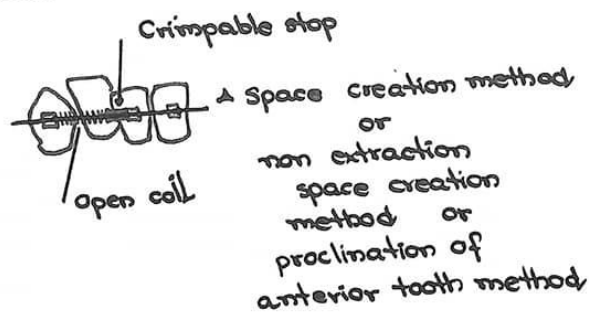 Crimpable stop
open coil
△ Space creation method
or
non extraction
space creation
method or
proclination of
anterior tooth method